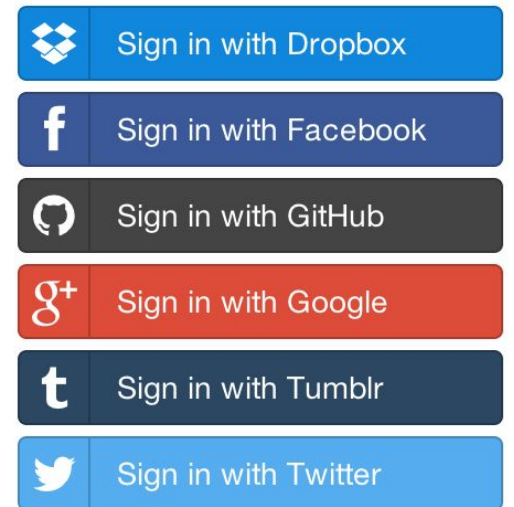 Sign in with Dropbox
f Sign in with Facebook
Sign in with GitHub
g+ Sign in with Google
t Sign in with Tumblr
Sign in with Twitter